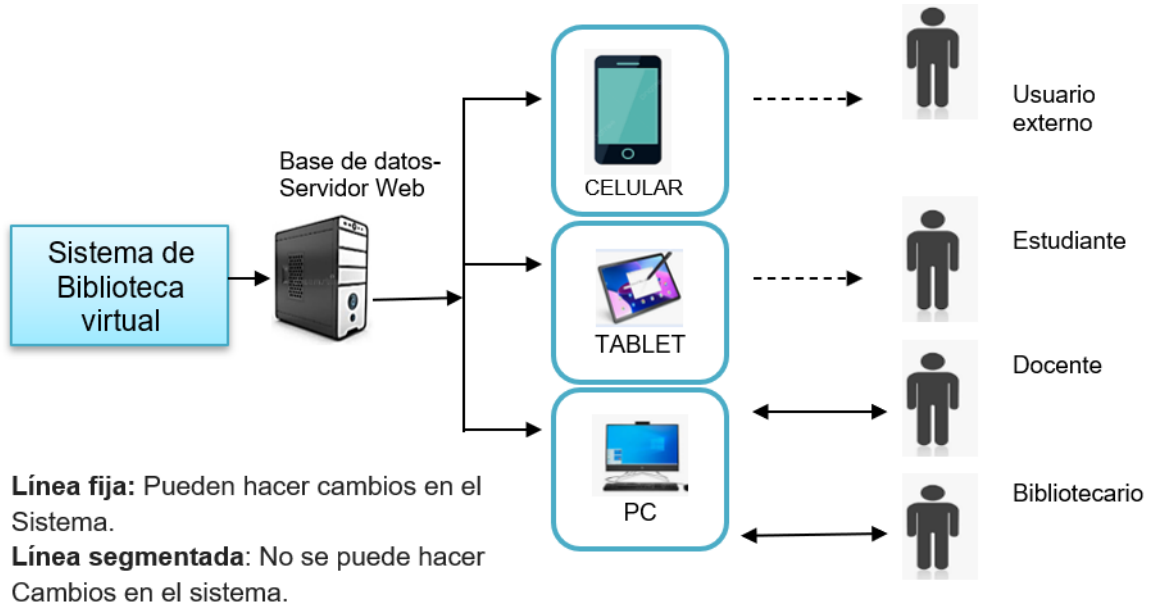 Sistema de
Biblioteca
virtual
Base de datos-
Servidor Web
CELULAR
TABLET
PC
Usuario
externo
Estudiante
Docente
Bibliotecario
Línea fija: Pueden hacer cambios en el
Sistema.
Línea segmentada: No se puede hacer
Cambios en el sistema.